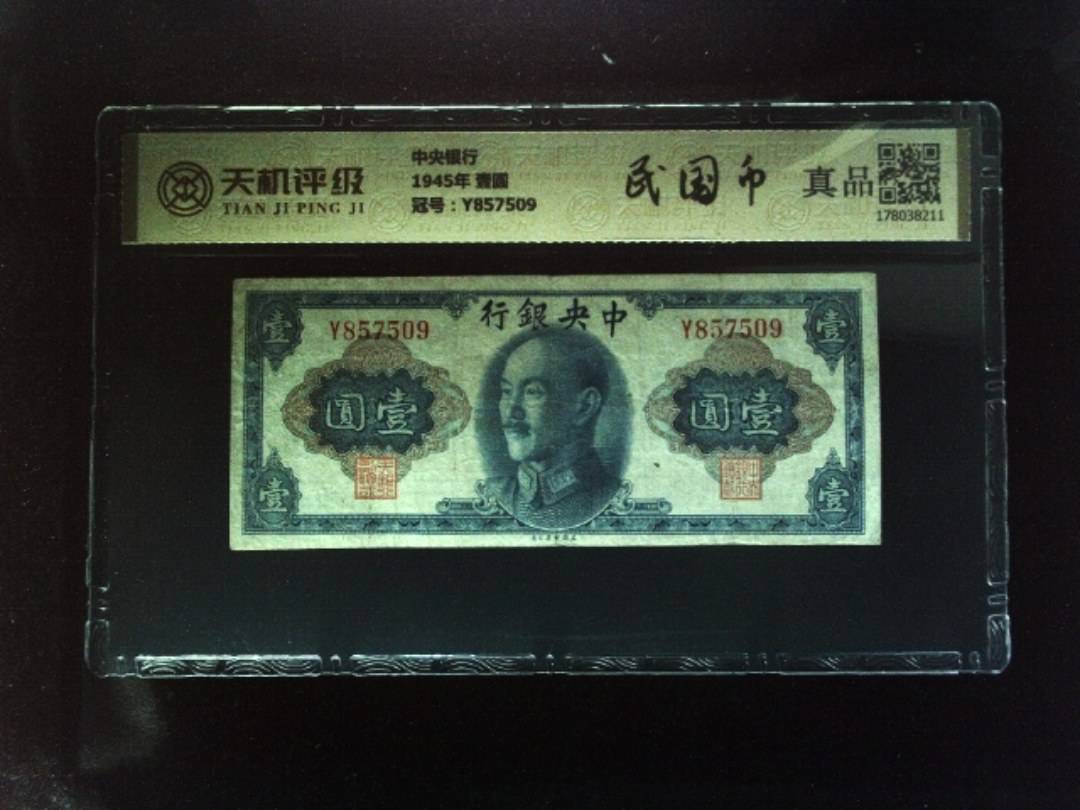 天机评级
TIAN JI PING JI
中央银行
1945年 壹圆
冠号：Y857509
民国币
真品
178038211
行銀央中
Y857509
Y857509
壹
壹
圓壹
圓壹
壹
壹